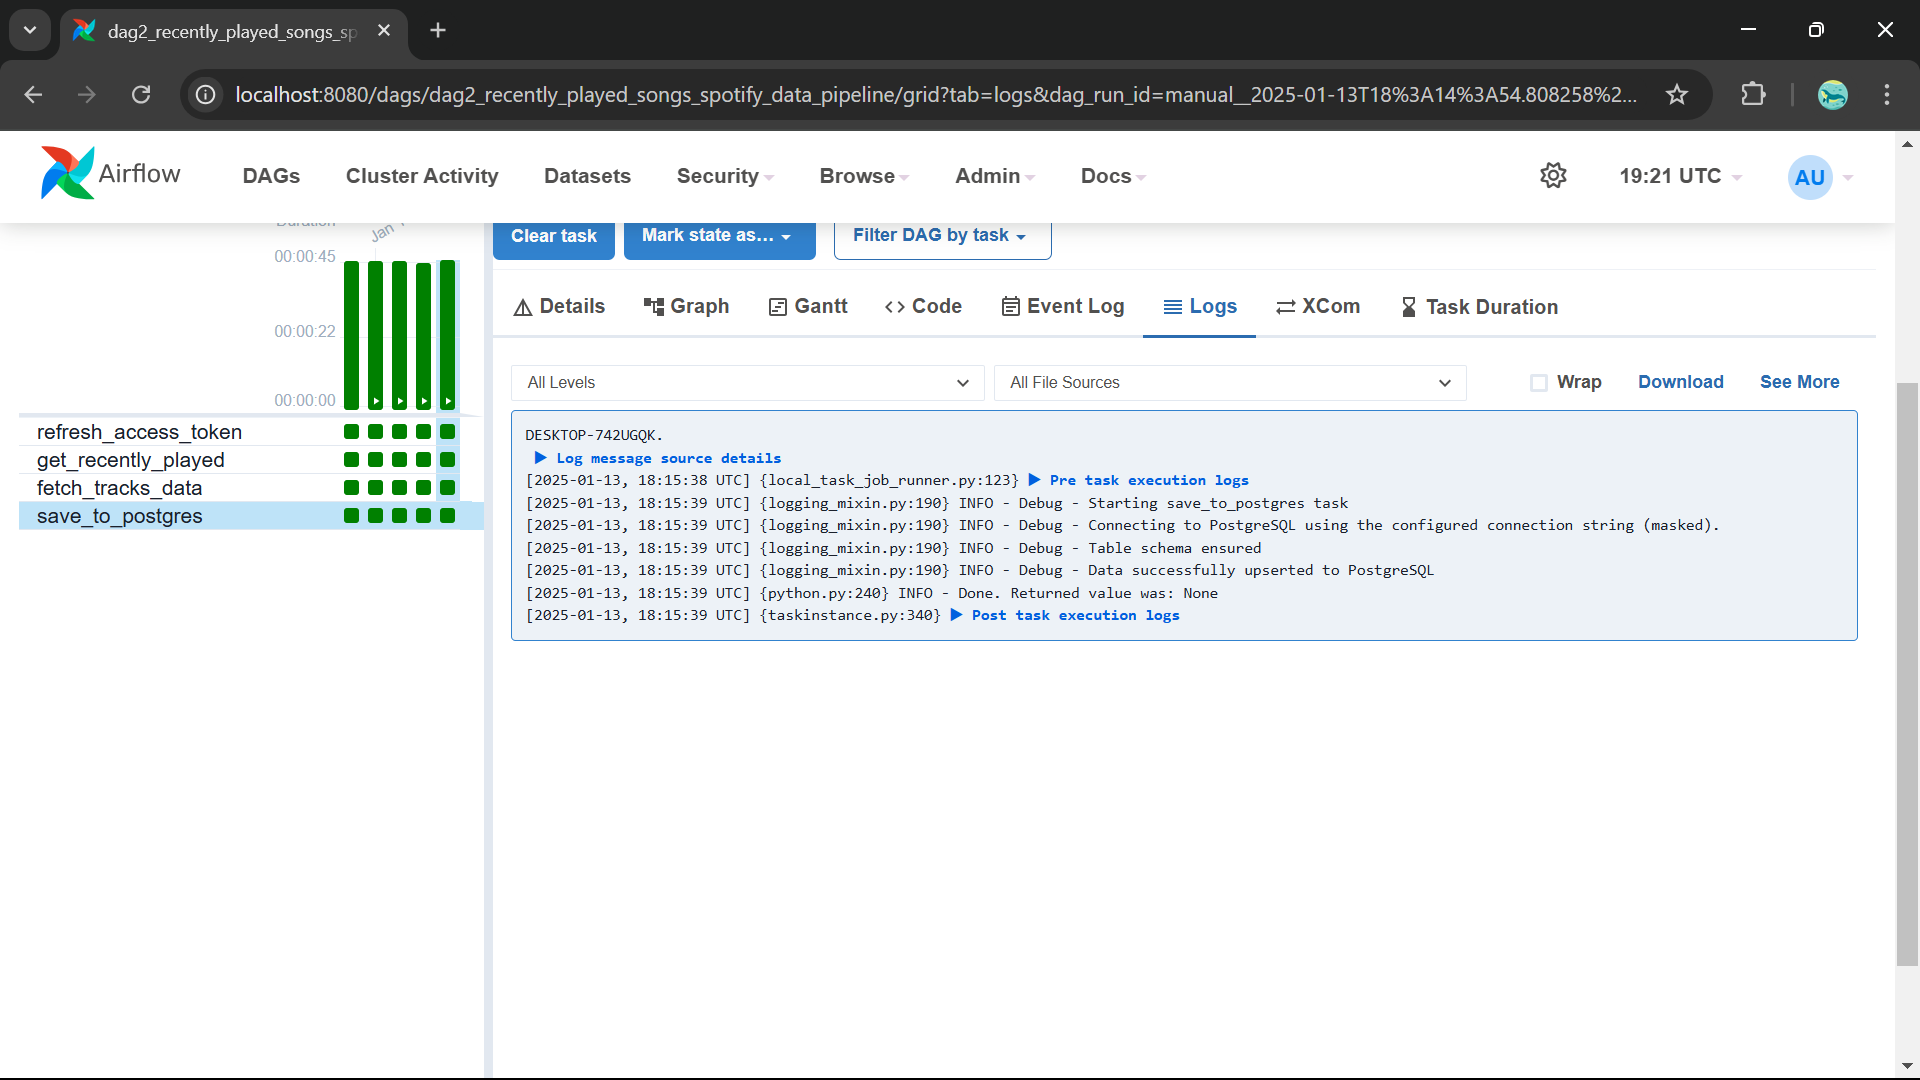 dag2_recently_played_songs_sp
localhost:8080/dags/dag2_recently_played_songs_spotify_data_pipeline/grid?tab=logs&dag_run_id=manual__2025-01-13T18%3A14%3A54.808258%2...
Airflow DAGs Cluster Activity Datasets Security Browse Admin Docs 19:21 UTC AU
Duration Jan
00:00:45
00:00:22
00:00:00
refresh_access_token
get_recently_played
fetch_tracks_data
save_to_postgres
Clear task Mark state as... Filter DAG by task
Details Graph Gantt Code Event Log Logs XCom Task Duration
All Levels All File Sources Wrap Download See More
DESKTOP-742UGQK.
▶ Log message source details
[2025-01-13, 18:15:38 UTC] {local_task_job_runner.py:123} ▶ Pre task execution logs
[2025-01-13, 18:15:39 UTC] {logging_mixin.py:190} INFO - Debug - Starting save_to_postgres task
[2025-01-13, 18:15:39 UTC] {logging_mixin.py:190} INFO - Debug - Connecting to PostgreSQL using the configured connection string (masked).
[2025-01-13, 18:15:39 UTC] {logging_mixin.py:190} INFO - Debug - Table schema ensured
[2025-01-13, 18:15:39 UTC] {logging_mixin.py:190} INFO - Debug - Data successfully upserted to PostgreSQL
[2025-01-13, 18:15:39 UTC] {python.py:240} INFO - Done. Returned value was: None
[2025-01-13, 18:15:39 UTC] {taskinstance.py:340} ▶ Post task execution logs